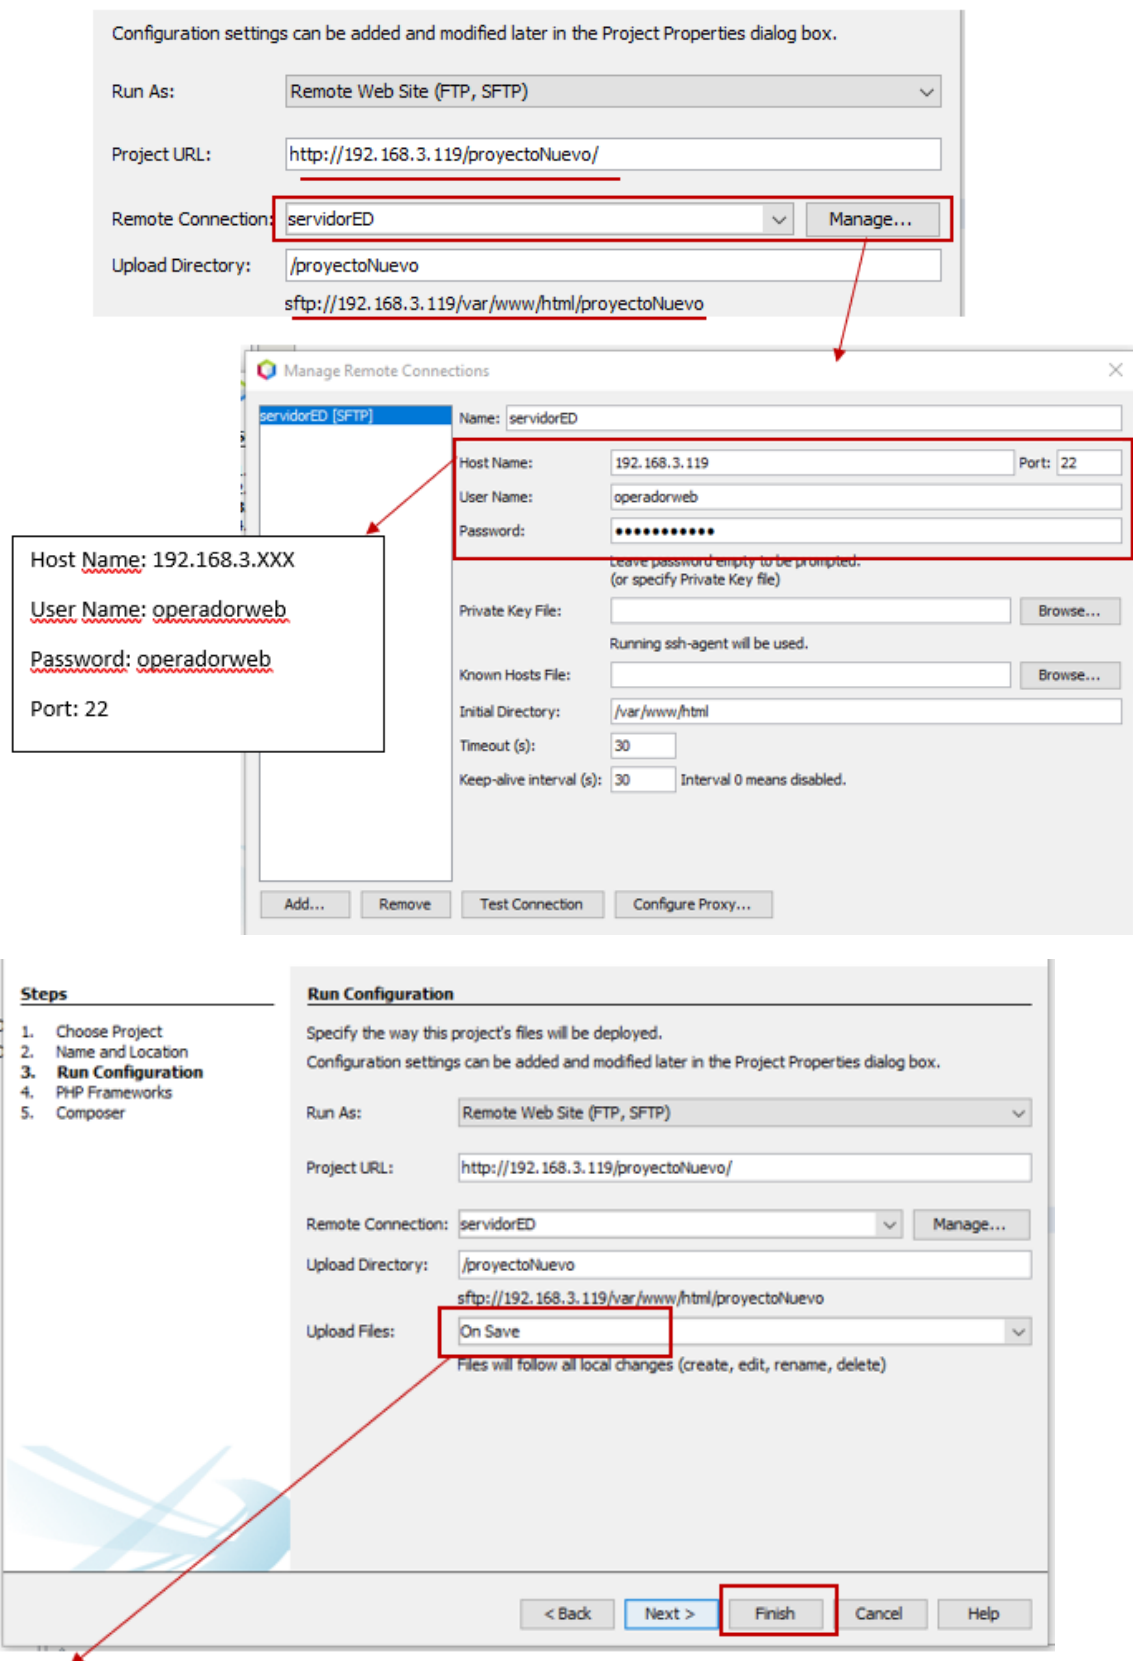 Configuration settings can be added and modified later in the Project Properties dialog box.
Run As: Remote Web Site (FTP, SFTP)
Project URL: http://192.168.3.119/proyectoNuevo/
Remote Connection: servidorED Manage...
Upload Directory: /proyectoNuevo
sftp://192.168.3.119/var/www/html/proyectoNuevo
Manage Remote Connections
servidorED [SFTP]
Name: servidorED
Host Name: 192.168.3.119 Port: 22
User Name: operadorweb
Password: •••••••••••
Leave password empty to be prompted.
(or specify Private Key file)
Private Key File: Browse...
Running ssh-agent will be used.
Known Hosts File: Browse...
Initial Directory: /var/www/html
Timeout (s): 30
Keep-alive interval (s): 30 Interval 0 means disabled.
Add... Remove Test Connection Configure Proxy...
Host Name: 192.168.3.XXX
User Name: operadorweb
Password: operadorweb
Port: 22
Steps
1. Choose Project
2. Name and Location
3. Run Configuration
4. PHP Frameworks
5. Composer
Run Configuration
Specify the way this project's files will be deployed.
Configuration settings can be added and modified later in the Project Properties dialog box.
Run As: Remote Web Site (FTP, SFTP)
Project URL: http://192.168.3.119/proyectoNuevo/
Remote Connection: servidorED Manage...
Upload Directory: /proyectoNuevo
sftp://192.168.3.119/var/www/html/proyectoNuevo
Upload Files: On Save
Files will follow all local changes (create, edit, rename, delete)
< Back Next > Finish Cancel Help